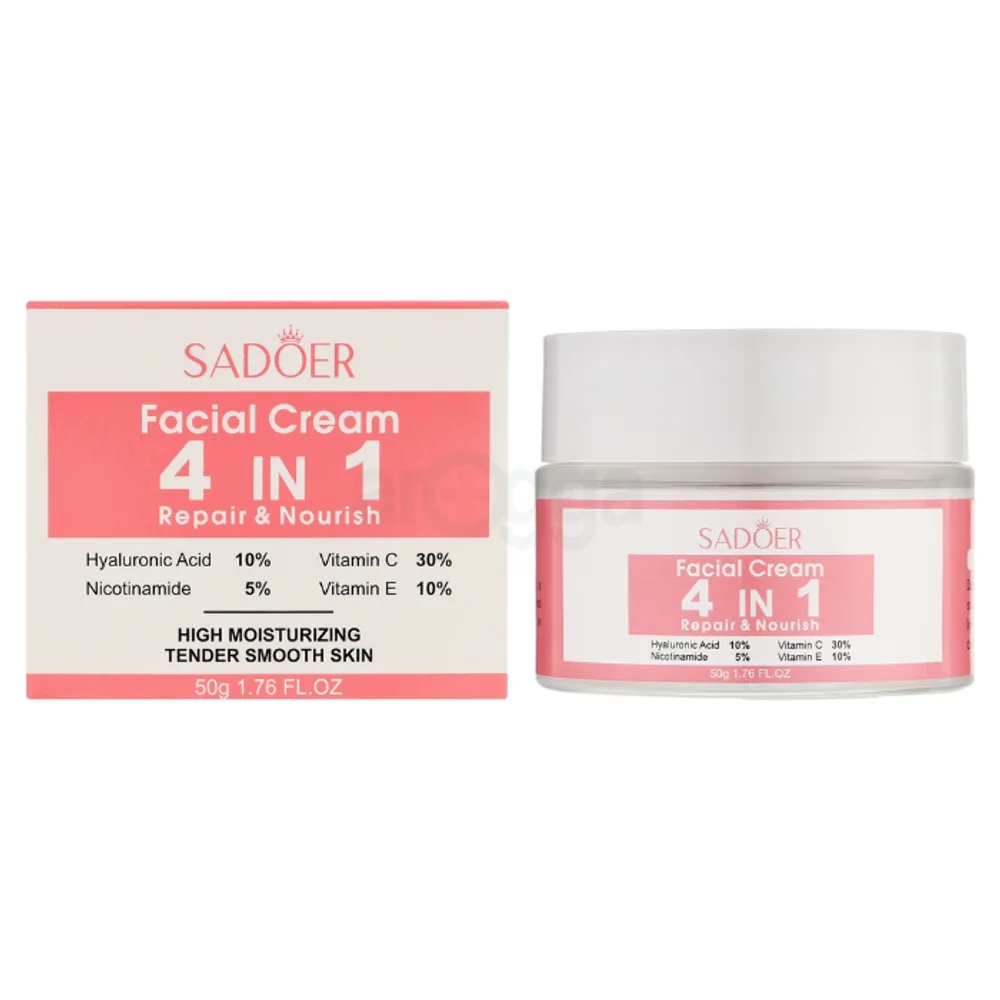 SADOER
Facial Cream
4 IN 1
Repair & Nourish
Hyaluronic Acid 10% Vitamin C 30%
Nicotinamide 5% Vitamin E 10%
HIGH MOISTURIZING
TENDER SMOOTH SKIN
50g 1.76 FL.OZ
arogga
SADOER
Facial Cream
4 IN 1
Repair & Nourish
Hyaluronic Acid 10% Vitamin C 30%
Nicotinamide 5% Vitamin E 10%
50g 1.76 FL.OZ